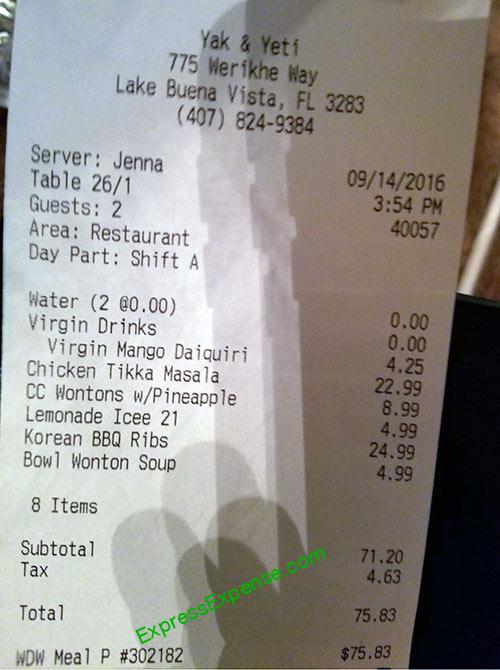 Yak & Yeti
775 Werikhe Way
Lake Buena Vista, FL 3283
(407) 824-9384
Server: Jenna
09/14/2016
Table 26/1
3:54 PM
Guests: 2
40057
Area: Restaurant
Day Part: Shift A
Water (2 @0.00) 0.00
Virgin Drinks 0.00
Virgin Mango Daiquiri 4.25
Chicken Tikka Masala 22.99
CC Wontons w/Pineapple 8.99
Lemonade Icee 21 4.99
Korean BBQ Ribs 24.99
Bowl Wonton Soup 4.99
8 Items
Subtotal 71.20
Tax 4.63
Total 75.83
WDW Meal P #302182 $75.83
ExpressExpense.com